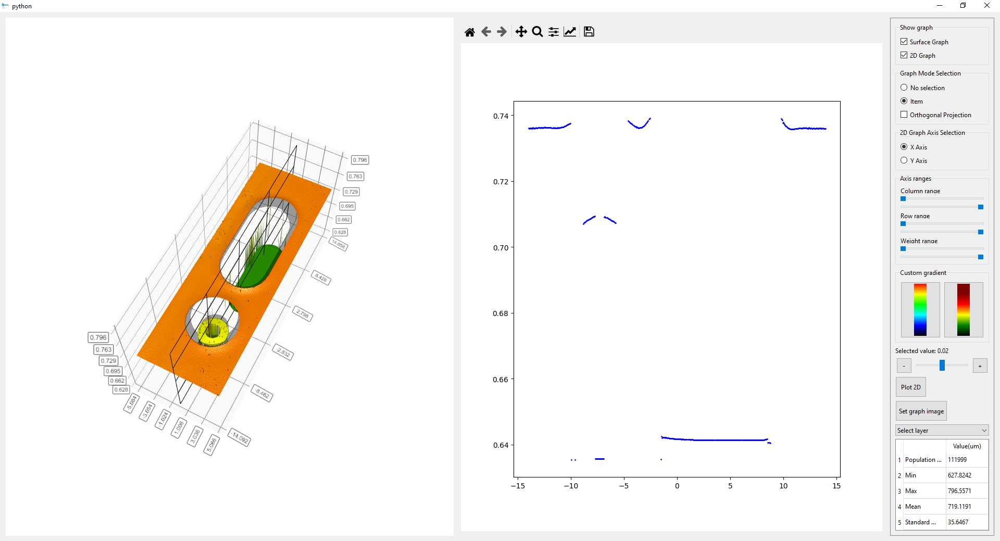 python
0.796
0.763
0.729
0.695
0.662
0.628
14.058
8.428
2.798
-2.832
-8.462
-14.092
0.796
0.763
0.729
0.695
0.662
0.628
-5.084
-3.054
-1.024
1.006
3.036
5.066
0.74
0.72
0.70
0.68
0.66
0.64
−15 −10 −5 0 5 10 15
Show graph
Surface Graph
2D Graph
Graph Mode Selection
No selection
Item
Orthogonal Projection
2D Graph Axis Selection
X Axis
Y Axis
Axis ranges
Column range
Row range
Weight range
Custom gradient
Selected value: 0.02
- +
Plot 2D
Set graph image
Select layer
Value(um)
1 Population ... 111999
2 Min 627.8242
3 Max 796.5571
4 Mean 719.1191
5 Standard ... 35.6467